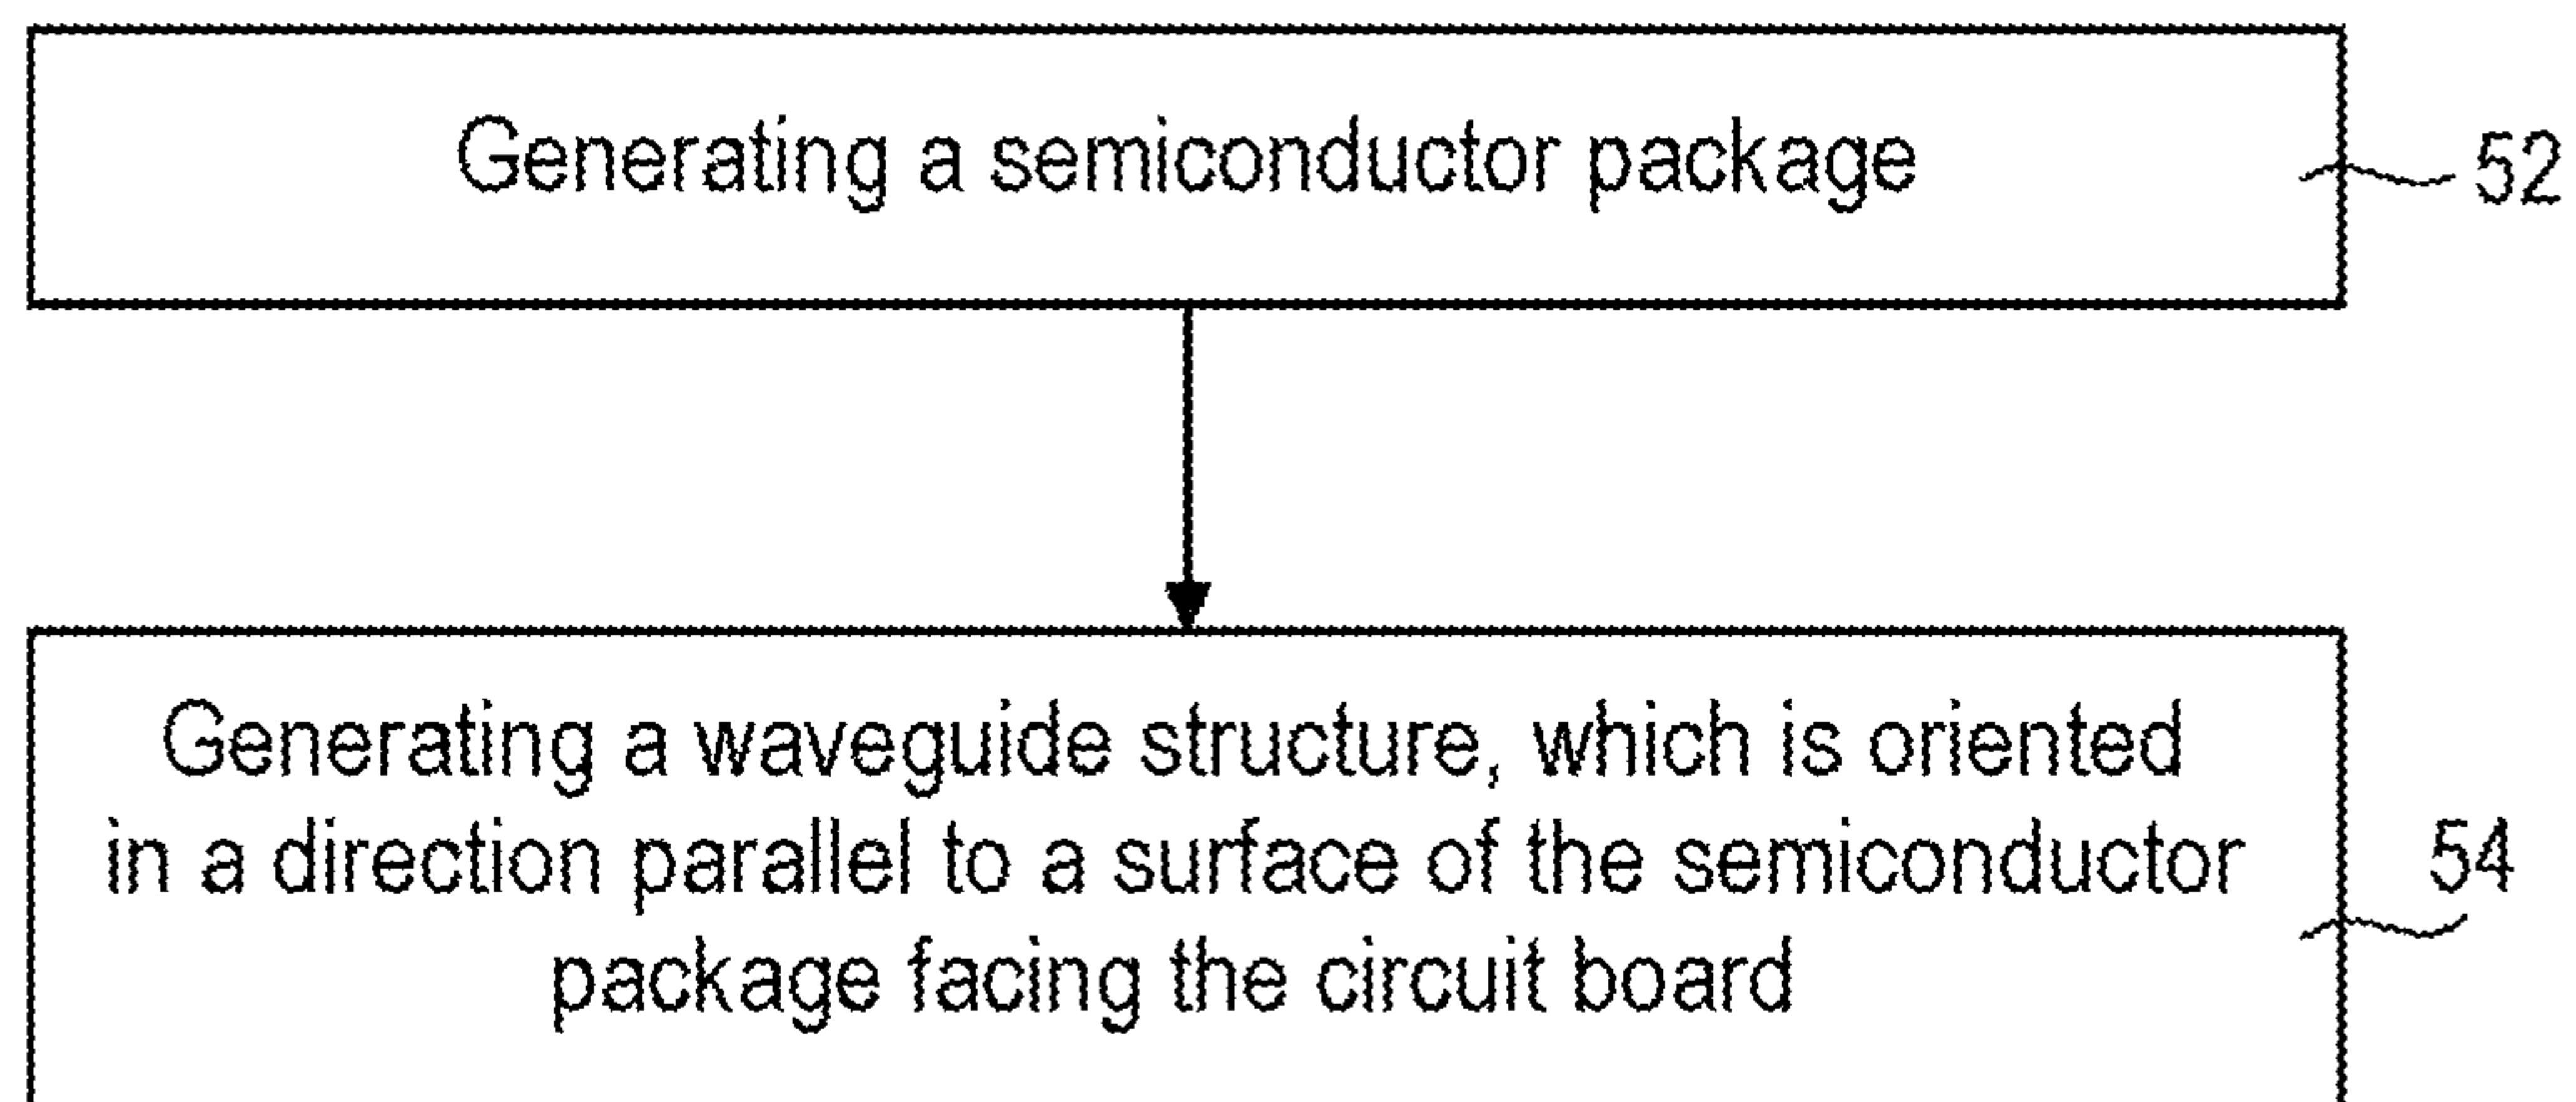 Generating a semiconductor package
52
Generating a waveguide structure, which is oriented
in a direction parallel to a surface of the semiconductor
package facing the circuit board
54